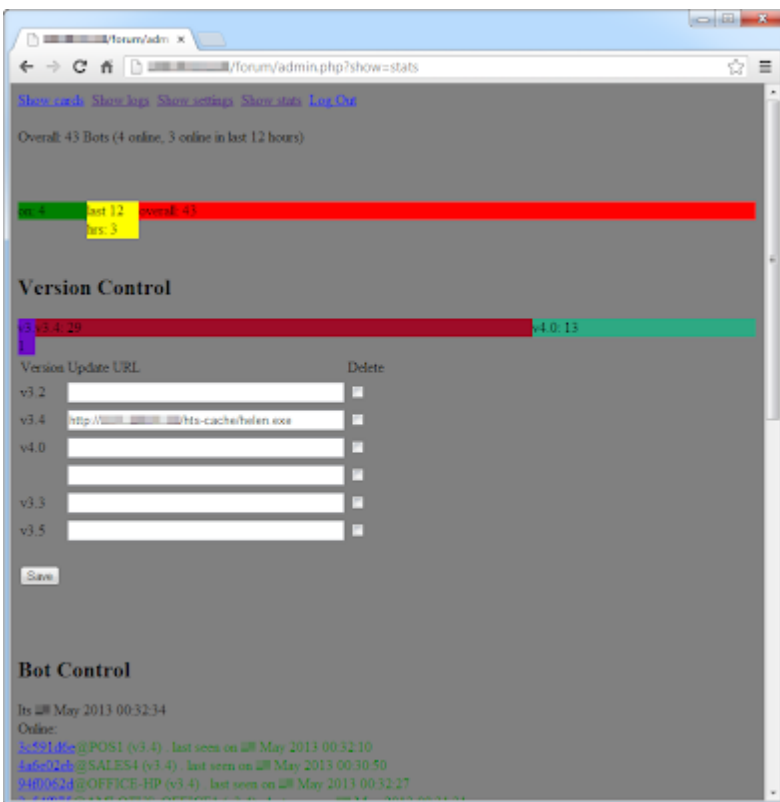 /forum/adm
/forum/admin.php?show=stats
Show cards Show logs Show settings Show stats Log Out
Overall: 43 Bots (4 online, 3 online in last 12 hours)
on: 4 last 12 overall: 43
hrs: 3
Version Control
v3. v3.4: 29 v4.0: 13
1
Version Update URL Delete
v3.2
v3.4 http:// /hts-cache/helen.exe
v4.0
v3.3
v3.5
Save
Bot Control
Its May 2013 00:32:34
Online:
3c591d6e@POS1 (v3.4) . last seen on May 2013 00:32:10
4a6e02eb@SALES4 (v3.4) . last seen on May 2013 00:30:50
94f0062d@OFFICE-HP (v3.4) . last seen on May 2013 00:32:27